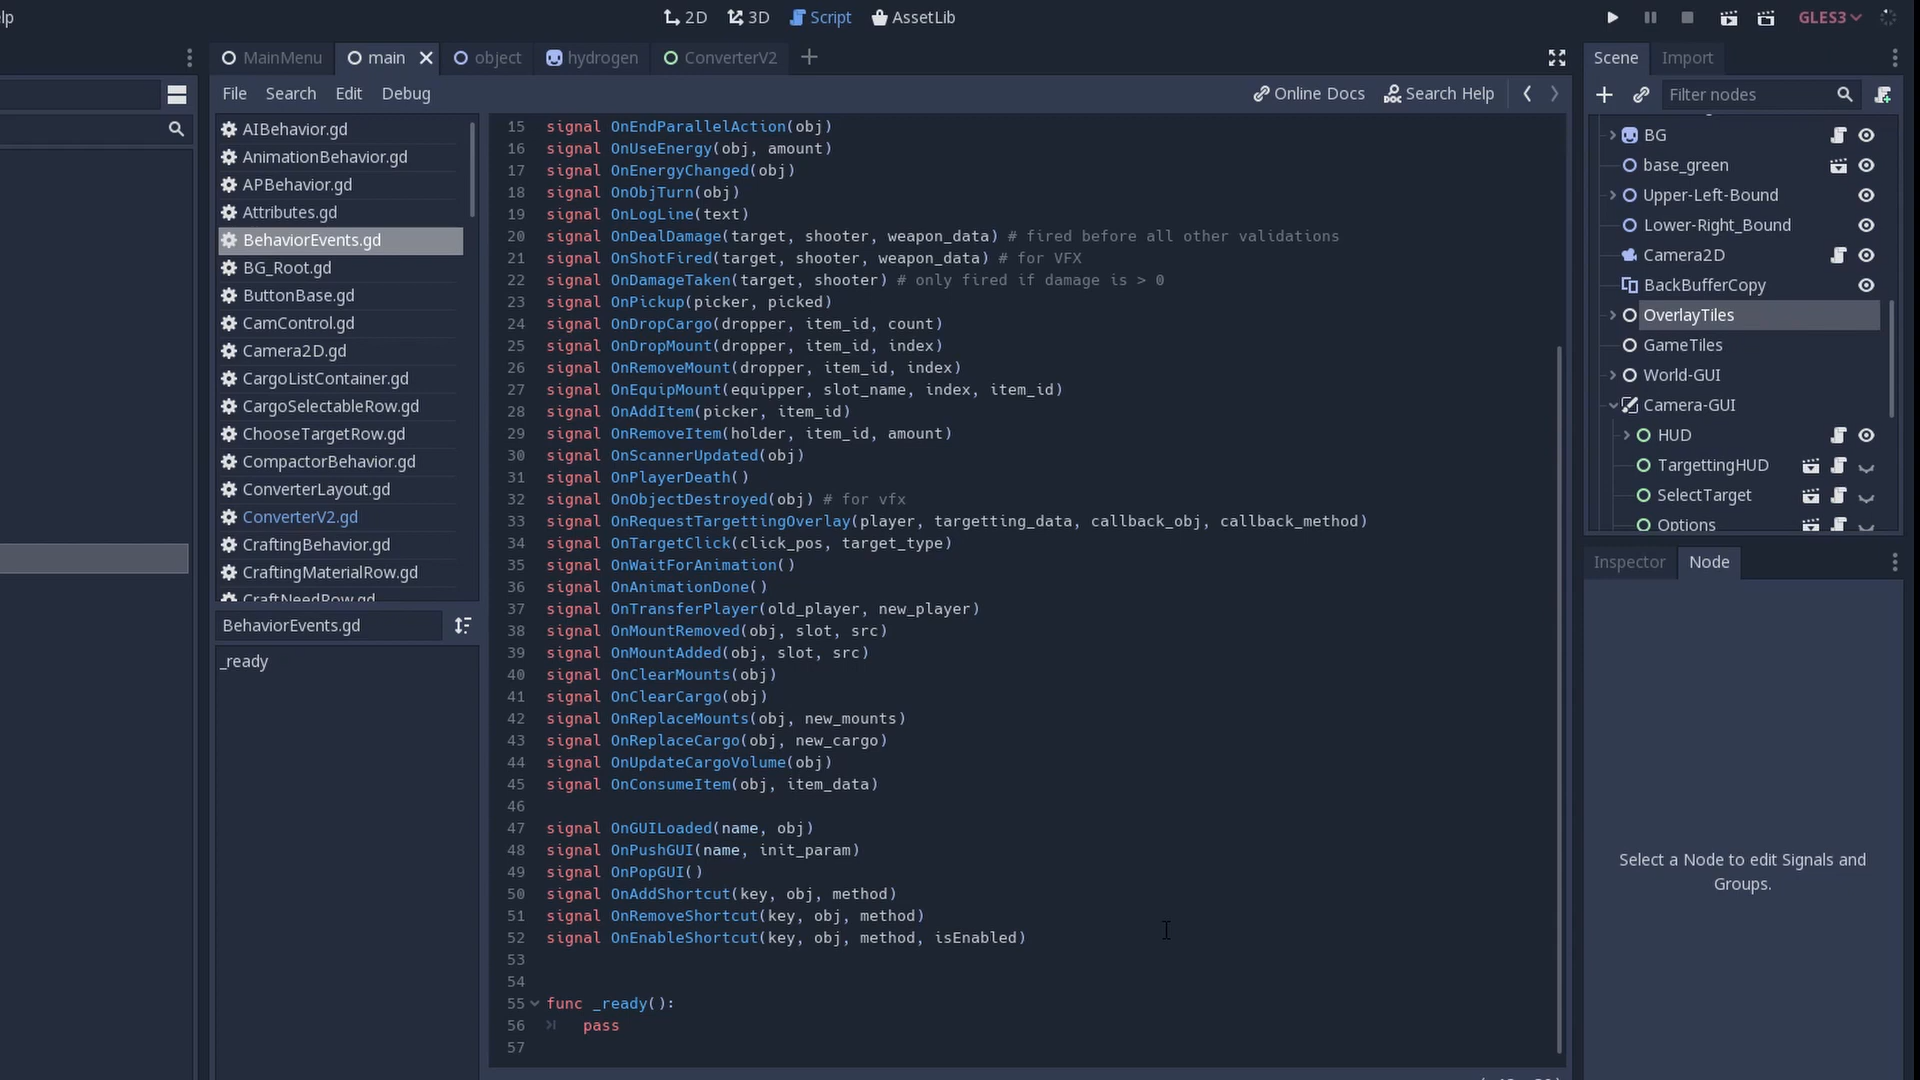 lp
2D 3D Script AssetLib
GLES3
MainMenu main object hydrogen ConverterV2
File Search Edit Debug
Online Docs Search Help
AIBehavior.gd
AnimationBehavior.gd
APBehavior.gd
Attributes.gd
BehaviorEvents.gd
BG_Root.gd
ButtonBase.gd
CamControl.gd
Camera2D.gd
CargoListContainer.gd
CargoSelectableRow.gd
ChooseTargetRow.gd
CompactorBehavior.gd
ConverterLayout.gd
ConverterV2.gd
CraftingBehavior.gd
CraftingMaterialRow.gd
CraftNeedRow.gd
BehaviorEvents.gd
_ready
15 signal OnEndParallelAction(obj)
16 signal OnUseEnergy(obj, amount)
17 signal OnEnergyChanged(obj)
18 signal OnObjTurn(obj)
19 signal OnLogLine(text)
20 signal OnDealDamage(target, shooter, weapon_data) # fired before all other validations
21 signal OnShotFired(target, shooter, weapon_data) # for VFX
22 signal OnDamageTaken(target, shooter) # only fired if damage is > 0
23 signal OnPickup(picker, picked)
24 signal OnDropCargo(dropper, item_id, count)
25 signal OnDropMount(dropper, item_id, index)
26 signal OnRemoveMount(dropper, item_id, index)
27 signal OnEquipMount(equipper, slot_name, index, item_id)
28 signal OnAddItem(picker, item_id)
29 signal OnRemoveItem(holder, item_id, amount)
30 signal OnScannerUpdated(obj)
31 signal OnPlayerDeath()
32 signal OnObjectDestroyed(obj) # for vfx
33 signal OnRequestTargettingOverlay(player, targetting_data, callback_obj, callback_method)
34 signal OnTargetClick(click_pos, target_type)
35 signal OnWaitForAnimation()
36 signal OnAnimationDone()
37 signal OnTransferPlayer(old_player, new_player)
38 signal OnMountRemoved(obj, slot, src)
39 signal OnMountAdded(obj, slot, src)
40 signal OnClearMounts(obj)
41 signal OnClearCargo(obj)
42 signal OnReplaceMounts(obj, new_mounts)
43 signal OnReplaceCargo(obj, new_cargo)
44 signal OnUpdateCargoVolume(obj)
45 signal OnConsumeItem(obj, item_data)
46
47 signal OnGUILoaded(name, obj)
48 signal OnPushGUI(name, init_param)
49 signal OnPopGUI()
50 signal OnAddShortcut(key, obj, method)
51 signal OnRemoveShortcut(key, obj, method)
52 signal OnEnableShortcut(key, obj, method, isEnabled)
53
54
55 func _ready():
56 pass
57
Scene Import
Filter nodes
BG
base_green
Upper-Left-Bound
Lower-Right_Bound
Camera2D
BackBufferCopy
OverlayTiles
GameTiles
World-GUI
Camera-GUI
HUD
TargettingHUD
SelectTarget
Options
Inspector Node
Select a Node to edit Signals and
Groups.